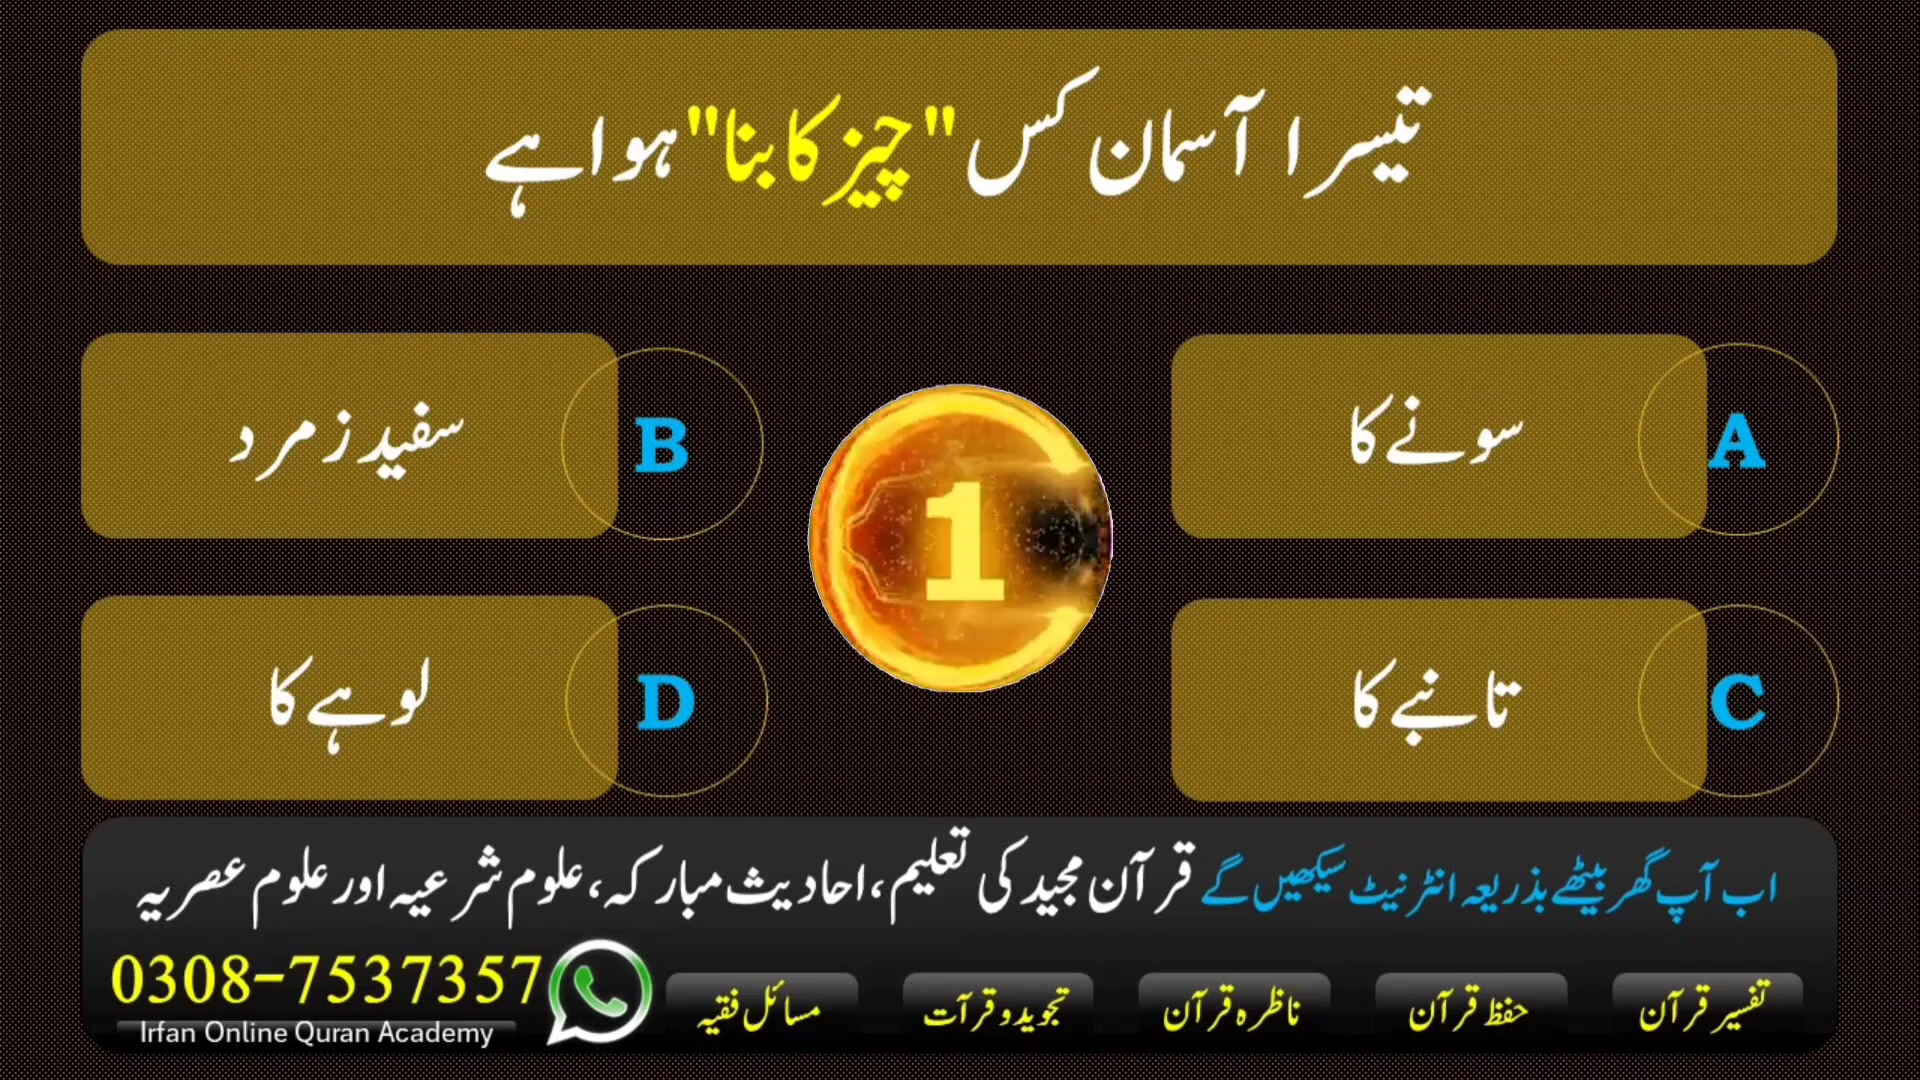 تیسرا آسمان کس "چیز کا بنا" ہوا ہے
A سونے کا
B سفید زمرد
1
C تانبے کا
D لوہے کا
اب آپ گھر بیٹھے بذریعہ انٹرنیٹ سیکھیں گے قرآن مجید کی تعلیم، احادیث مبارکہ، علوم شرعیہ اور علوم عصریہ
تفسیر قرآن
حفظ قرآن
ناظرہ قرآن
تجوید و قرآت
مسائل فقیہ
0308-7537357
Irfan Online Quran Academy